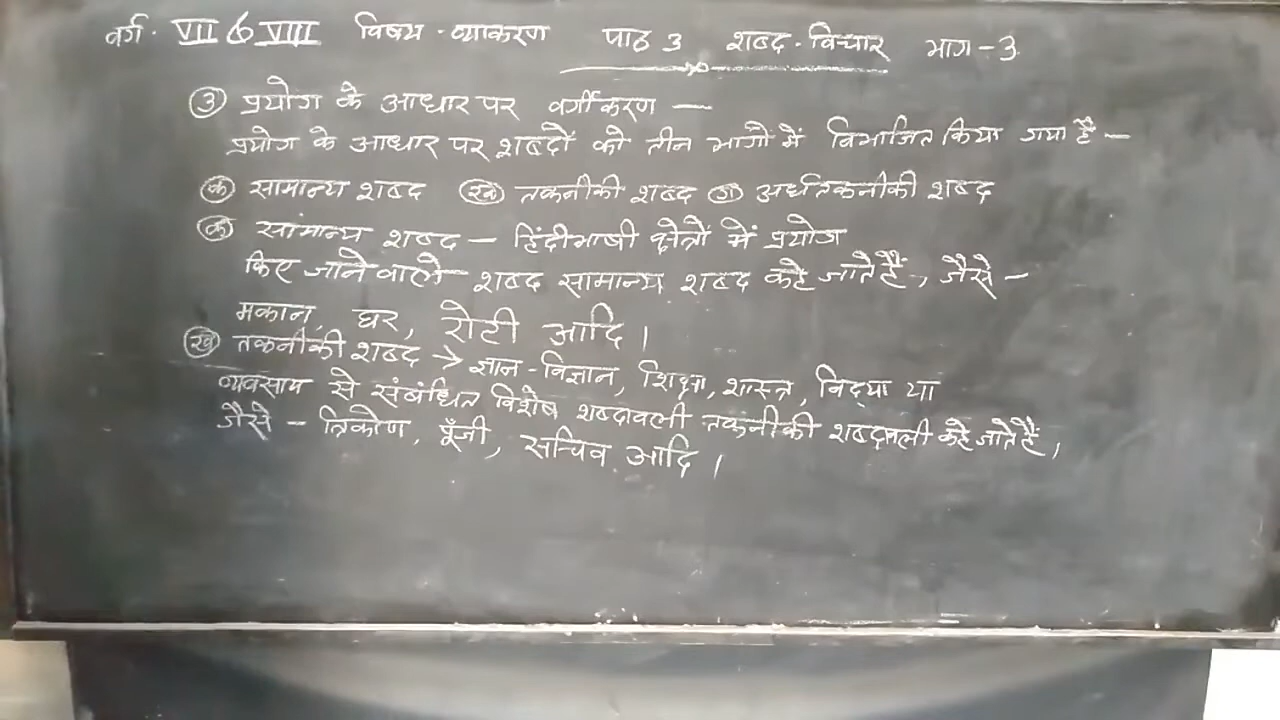 वर्ग. VII & VIII विषय - व्याकरण पाठ 3 शब्द - विचार भाग - 3
③ प्रयोग के आधार पर वर्गीकरण —
प्रयोग के आधार पर शब्दों को तीन भागों में विभाजित किया गया है —
(क) सामान्य शब्द (ख) तकनीकी शब्द (ग) अर्धतकनीकी शब्द
(क) सामान्य शब्द — हिंदीभाषी क्षेत्रों में प्रयोग
किए जाने वाले शब्द सामान्य शब्द कहे जाते हैं, जैसे —
मकान, घर, रोटी आदि।
(ख) तकनीकी शब्द → ज्ञान - विज्ञान, शिक्षा, शास्त्र, विद्या या
व्यवसाय से संबंधित विशेष शब्दावली तकनीकी शब्दावली कहे जाते हैं,
जैसे — त्रिकोण, पूँजी, सचिव आदि।